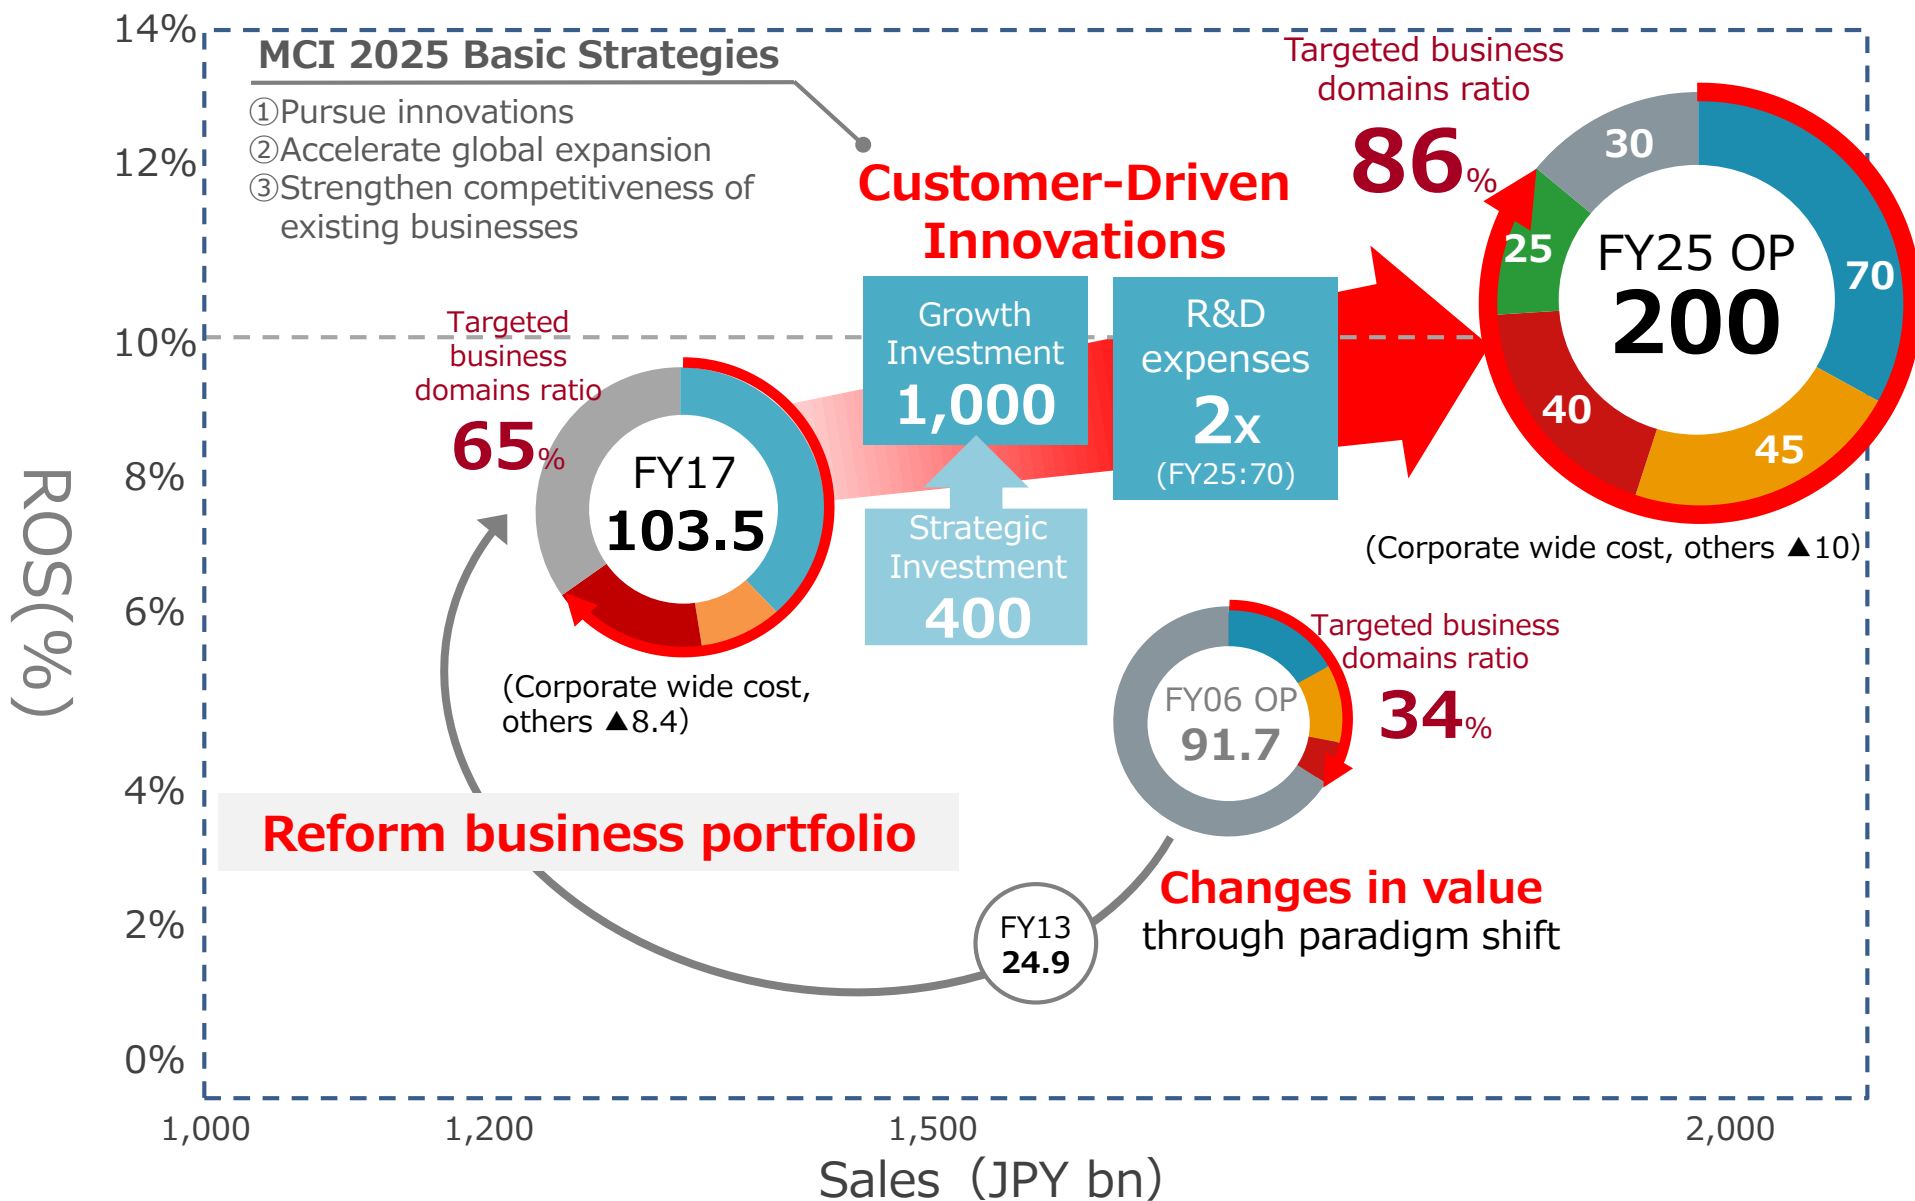 MCI 2025 Basic Strategies
①Pursue innovations
②Accelerate global expansion
③Strengthen competitiveness of
existing businesses
Customer-Driven
Innovations
Targeted business
domains ratio
86%
30
70
45
40
25
FY25 OP
200
(Corporate wide cost, others ▲10)
Growth
Investment
1,000
R&D
expenses
2x
(FY25:70)
Strategic
Investment
400
Targeted
business
domains ratio
65%
FY17
103.5
(Corporate wide cost,
others ▲8.4)
Targeted business
domains ratio
34%
FY06 OP
91.7
Reform business portfolio
Changes in value
through paradigm shift
FY13
24.9
ROS(%)
14%
12%
10%
8%
6%
4%
2%
0%
1,000
1,200
1,500
2,000
Sales（JPY bn）